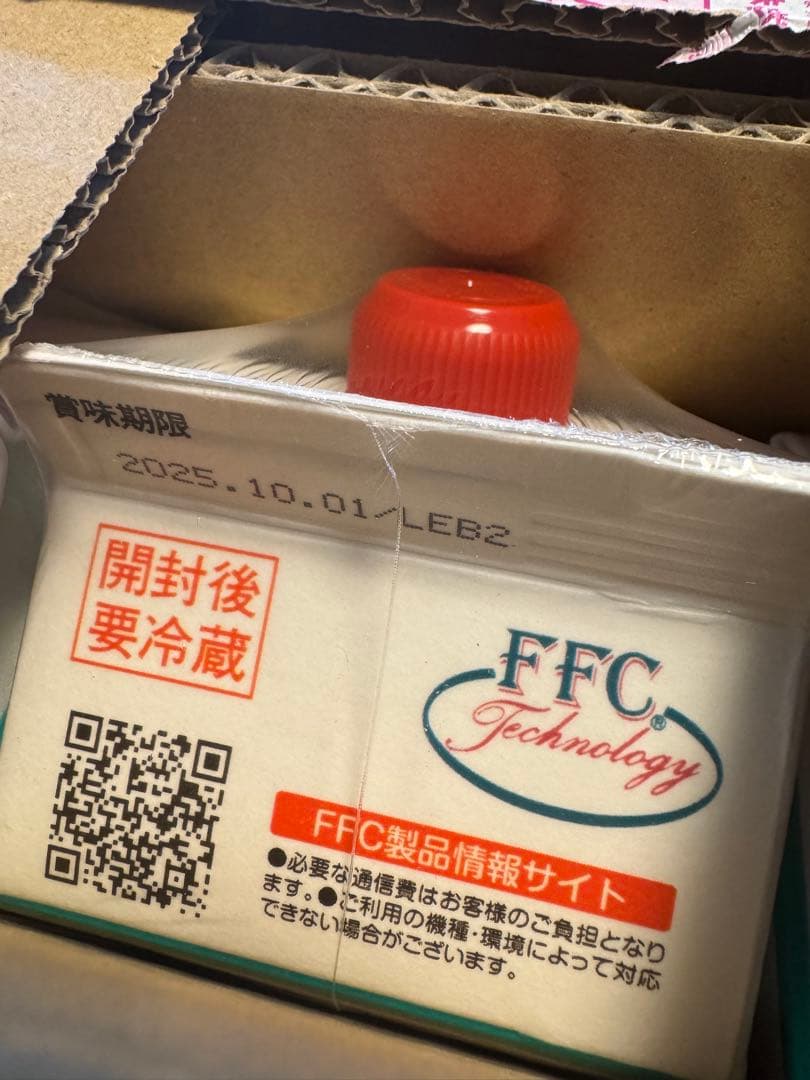 賞味期限
2025.10.01/LEB2
開封後
要冷蔵
FFC®
Technology
FFC製品情報サイト
●必要な通信費はお客様のご負担となり
ます。●ご利用の機種・環境によって対応
できない場合がございます。